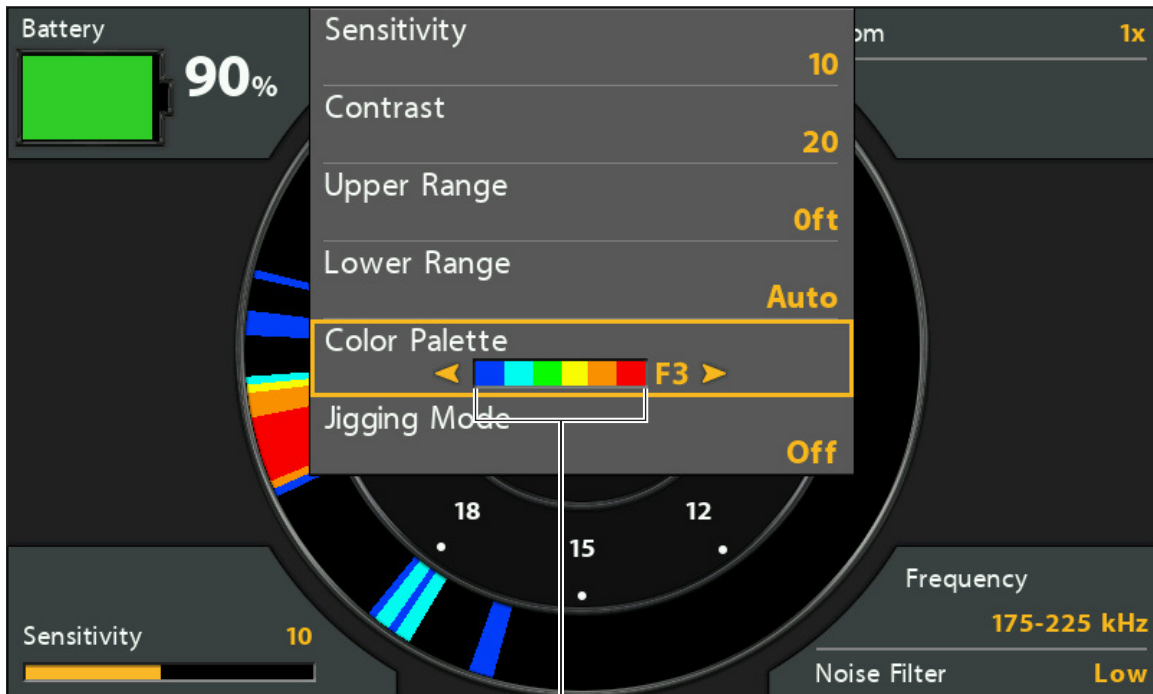 Battery
90%
Sensitivity
10
Contrast
20
Upper Range
0ft
Lower Range
Auto
Color Palette
F3
Jigging Mode
Off
om
1x
18
12
15
Sensitivity
10
Frequency
175-225 kHz
Noise Filter
Low